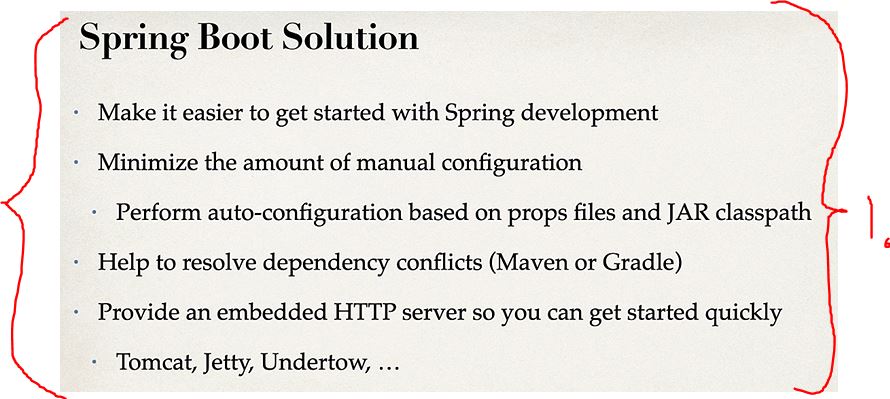 Spring Boot Solution
· Make it easier to get started with Spring development
· Minimize the amount of manual configuration
· Perform auto-configuration based on props files and JAR classpath
· Help to resolve dependency conflicts (Maven or Gradle)
· Provide an embedded HTTP server so you can get started quickly
· Tomcat, Jetty, Undertow, …